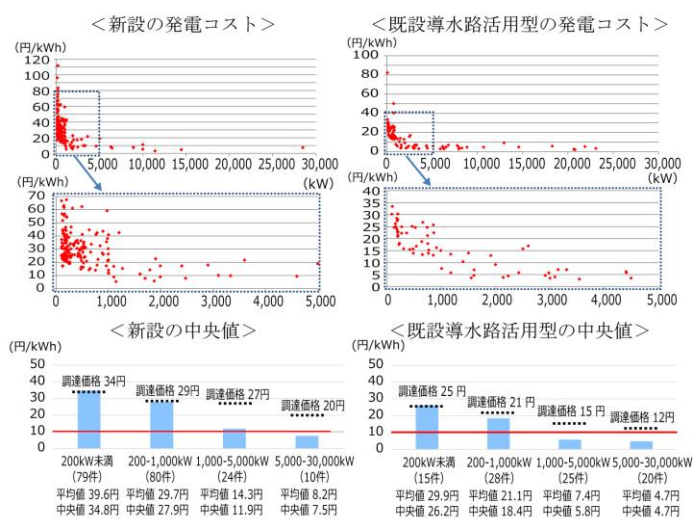 ＜新設の発電コスト＞
(円/kWh)
120
100
80
60
40
20
0
0
5,000
10,000
15,000
20,000
25,000
30,000
(kW)
(円/kWh)
70
60
50
40
30
20
10
0
0
1,000
2,000
3,000
4,000
5,000
＜既設導水路活用型の発電コスト＞
(円/kWh)
100
80
60
40
20
0
0
5,000
10,000
15,000
20,000
25,000
30,000
(kW)
(円/kWh)
40
35
30
25
20
15
10
5
0
0
1,000
2,000
3,000
4,000
5,000
＜新設の中央値＞
(円/kWh)
50
40
30
20
10
0
調達価格 34円
調達価格 29円
調達価格 27円
調達価格 20円
200kW未満 200-1,000kW 1,000-5,000kW 5,000-30,000kW
(79件) (80件) (24件) (10件)
平均値 39.6円 平均値 29.7円 平均値 14.3円 平均値 8.2円
中央値 34.8円 中央値 27.9円 中央値 11.9円 中央値 7.5円
＜既設導水路活用型の中央値＞
(円/kWh)
50
40
30
20
10
0
調達価格 25 円
調達価格 21 円
調達価格 15 円
調達価格 12円
200kW未満 200-1,000kW 1,000-5,000kW 5,000-30,000kW
(15件) (28件) (25件) (20件)
平均値 29.9円 平均値 21.1円 平均値 7.4円 平均値 4.7円
中央値 26.2円 中央値 18.4円 中央値 5.8円 中央値 4.7円